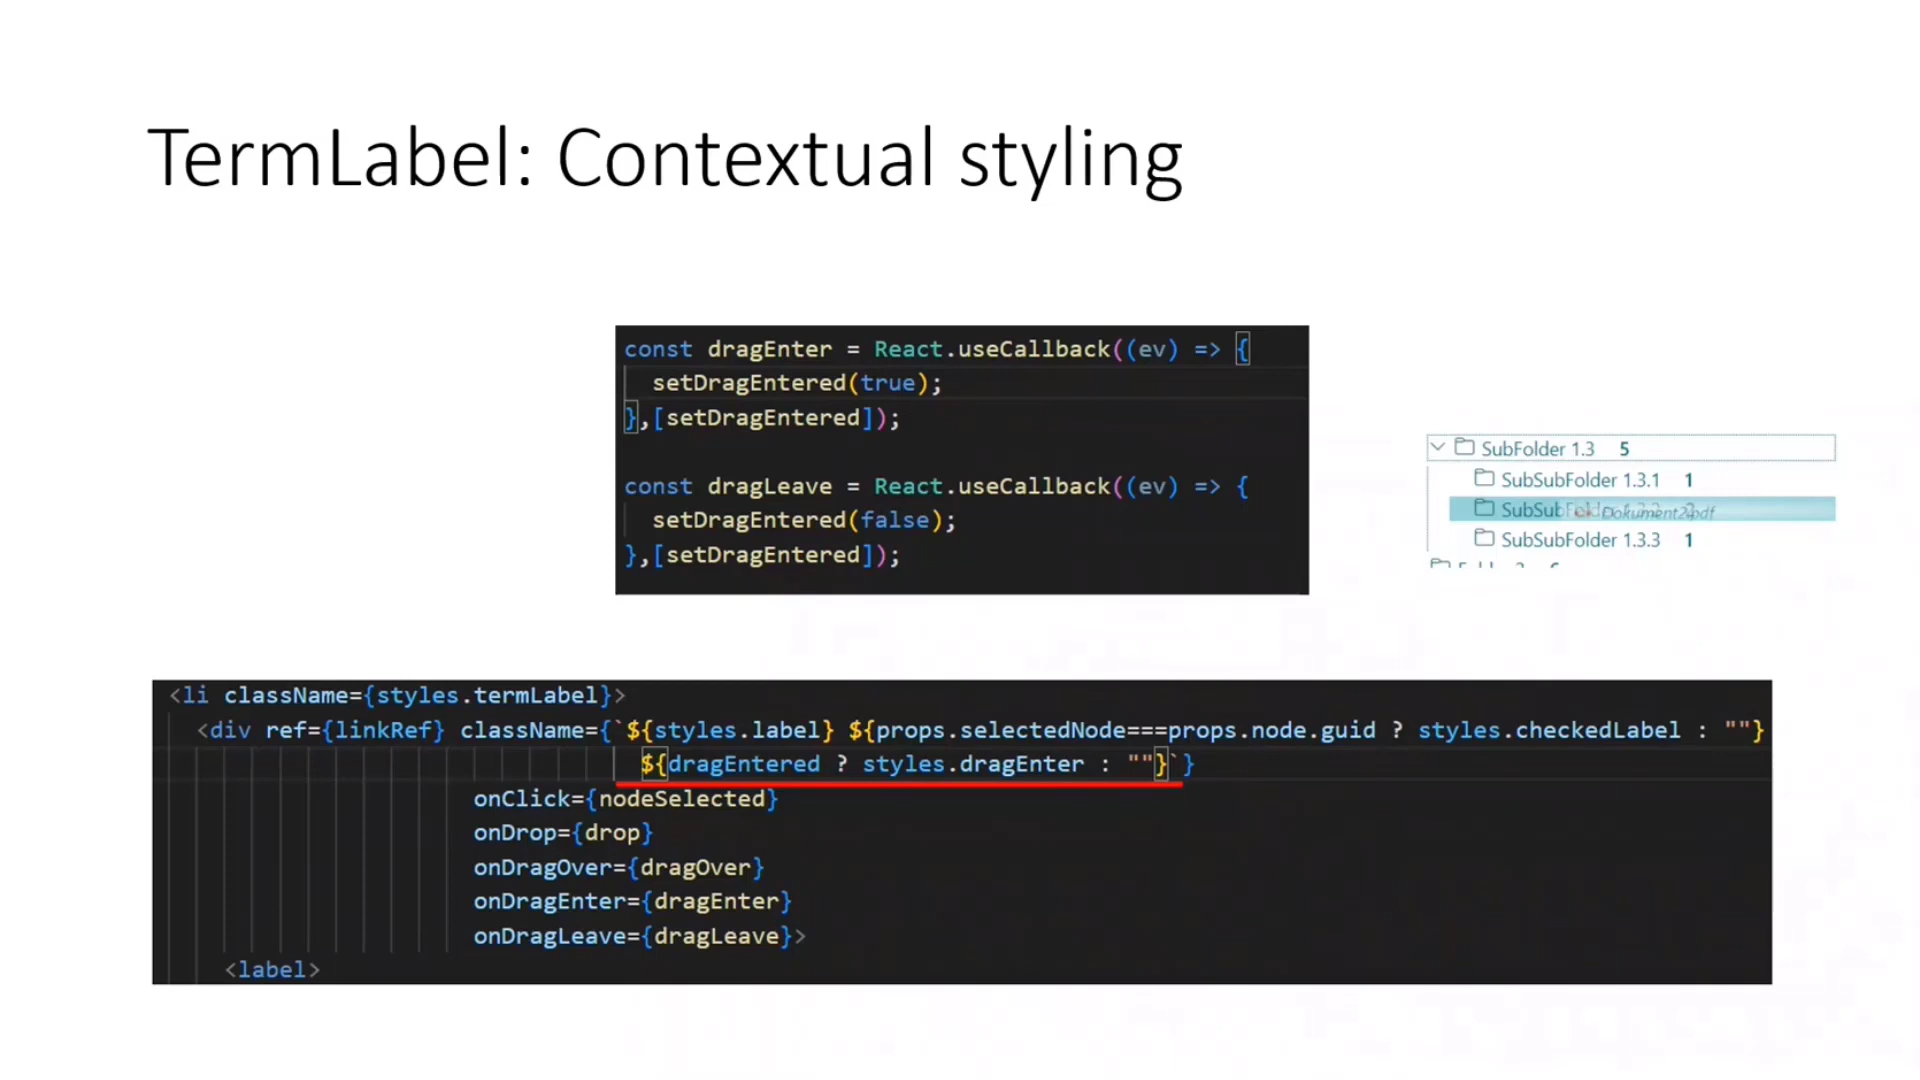 TermLabel: Contextual styling
const dragEnter = React.useCallback((ev) => {
setDragEntered(true);
},[setDragEntered]);
const dragLeave = React.useCallback((ev) => {
setDragEntered(false);
},[setDragEntered]);
SubFolder 1.3 5
SubSubFolder 1.3.1 1
SubSubFold Dokument2.pdf
SubSubFolder 1.3.3 1
<li className={styles.termLabel}>
<div ref={linkRef} className={`${styles.label} ${props.selectedNode===props.node.guid ? styles.checkedLabel : ""}
${dragEntered ? styles.dragEnter : ""}`}
onClick={nodeSelected}
onDrop={drop}
onDragOver={dragOver}
onDragEnter={dragEnter}
onDragLeave={dragLeave}>
<label>